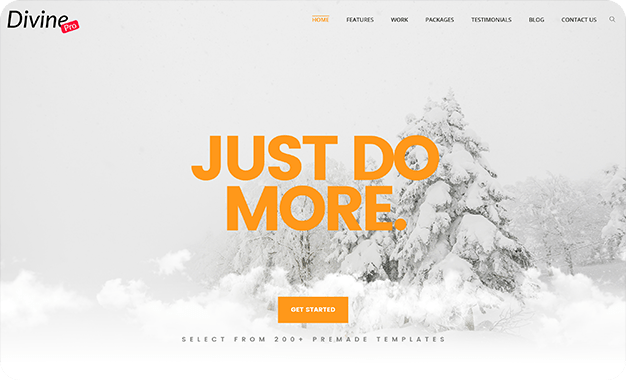 Divine
Pro
HOME FEATURES WORK PACKAGES TESTIMONIALS BLOG CONTACT US
JUST DO
MORE.
GET STARTED
SELECT FROM 200+ PREMADE TEMPLATES